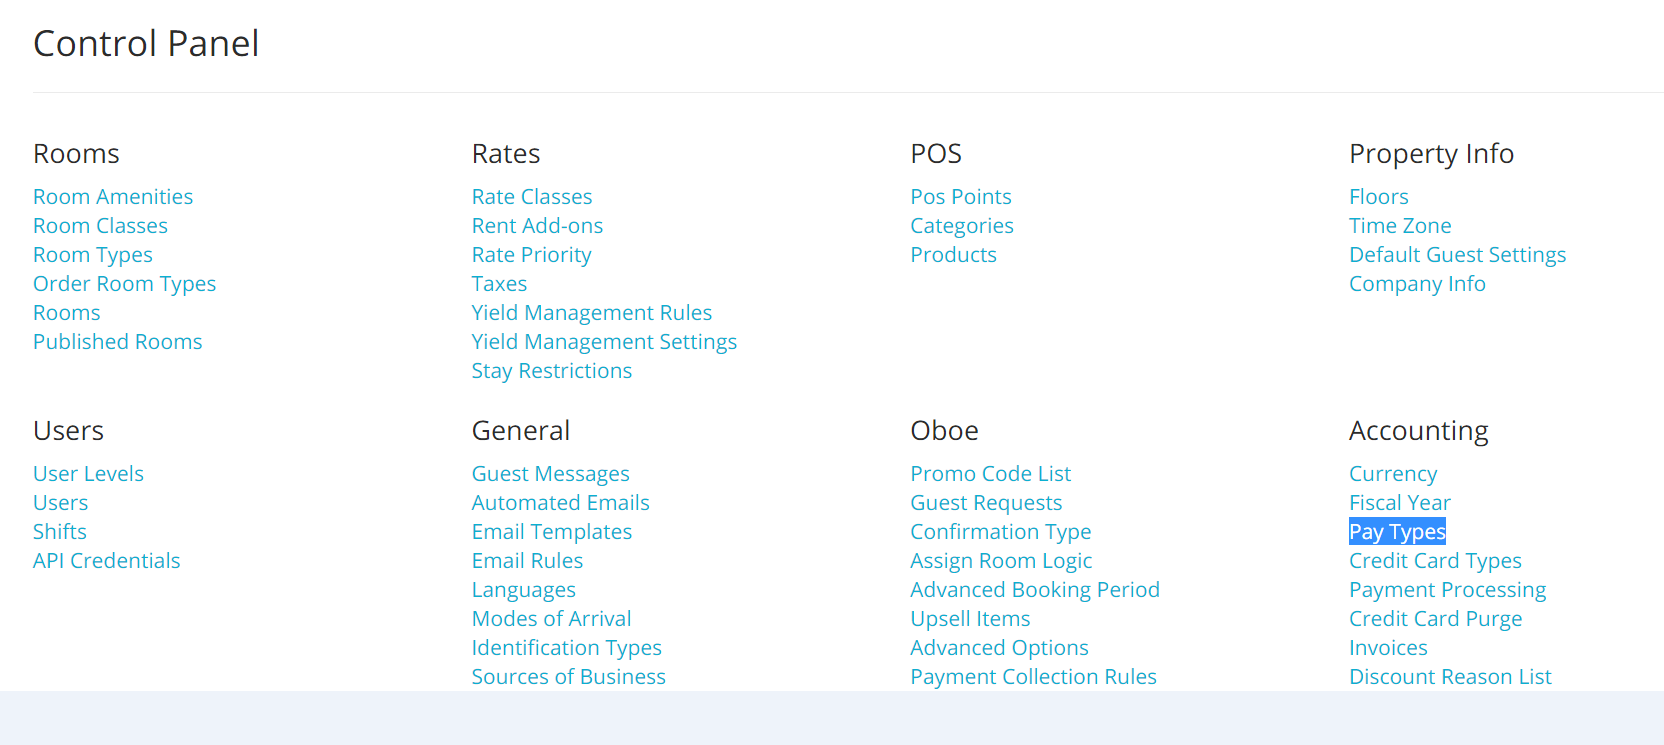 Control Panel
Rooms
Room Amenities
Room Classes
Room Types
Order Room Types
Rooms
Published Rooms
Rates
Rate Classes
Rent Add-ons
Rate Priority
Taxes
Yield Management Rules
Yield Management Settings
Stay Restrictions
POS
Pos Points
Categories
Products
Property Info
Floors
Time Zone
Default Guest Settings
Company Info
Users
User Levels
Users
Shifts
API Credentials
General
Guest Messages
Automated Emails
Email Templates
Email Rules
Languages
Modes of Arrival
Identification Types
Sources of Business
Oboe
Promo Code List
Guest Requests
Confirmation Type
Assign Room Logic
Advanced Booking Period
Upsell Items
Advanced Options
Payment Collection Rules
Accounting
Currency
Fiscal Year
Pay Types
Credit Card Types
Payment Processing
Credit Card Purge
Invoices
Discount Reason List